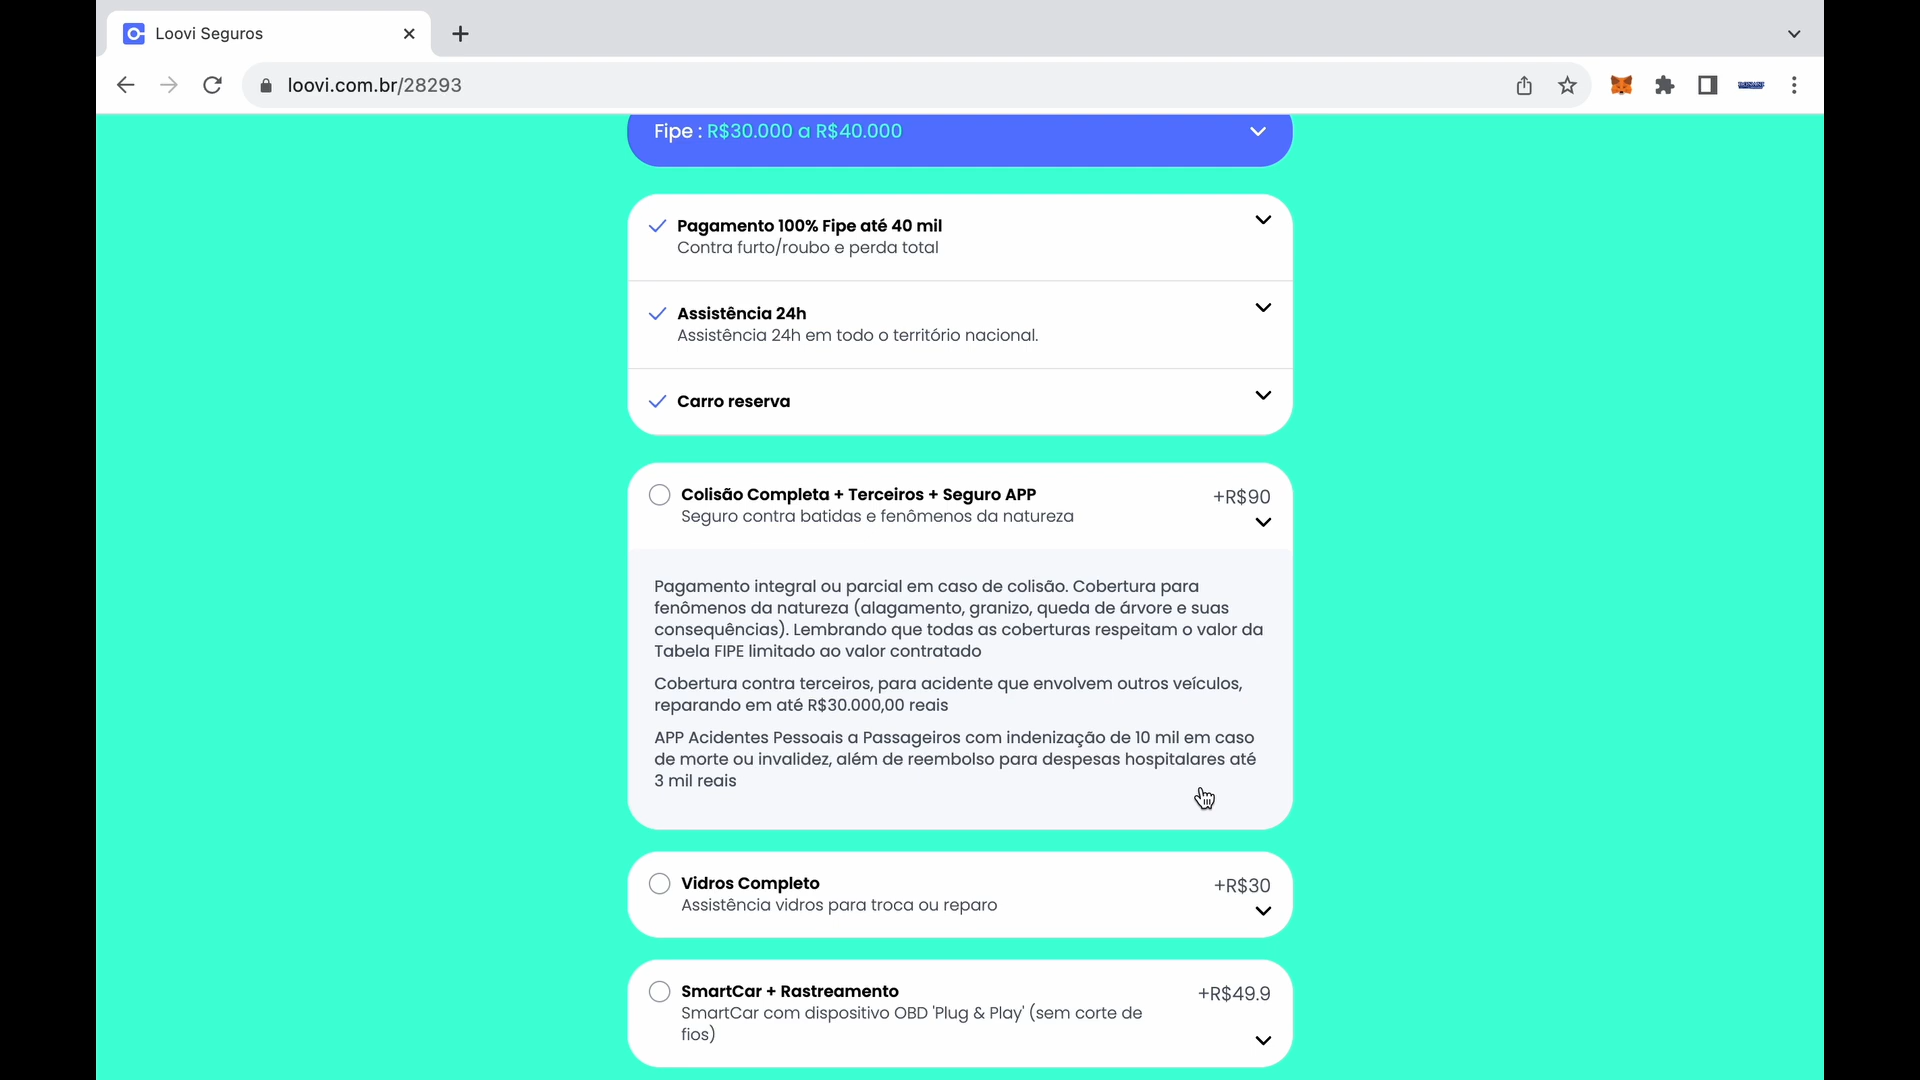 Loovi Seguros
loovi.com.br/28293
Fipe : R$30.000 a R$40.000
Pagamento 100% Fipe até 40 mil
Contra furto/roubo e perda total
Assistência 24h
Assistência 24h em todo o território nacional.
Carro reserva
Colisão Completa + Terceiros + Seguro APP
+R$90
Seguro contra batidas e fenômenos da natureza
Pagamento integral ou parcial em caso de colisão. Cobertura para
fenômenos da natureza (alagamento, granizo, queda de árvore e suas
consequências). Lembrando que todas as coberturas respeitam o valor da
Tabela FIPE limitado ao valor contratado
Cobertura contra terceiros, para acidente que envolvem outros veículos,
reparando em até R$30.000,00 reais
APP Acidentes Pessoais a Passageiros com indenização de 10 mil em caso
de morte ou invalidez, além de reembolso para despesas hospitalares até
3 mil reais
Vidros Completo
+R$30
Assistência vidros para troca ou reparo
SmartCar + Rastreamento
+R$49.9
SmartCar com dispositivo OBD 'Plug & Play' (sem corte de
fios)